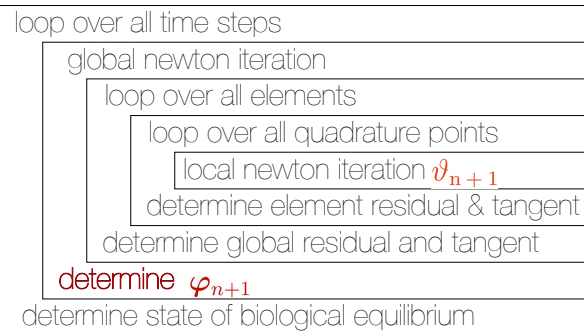 loop over all time steps
global newton iteration
loop over all elements
loop over all quadrature points
local newton iteration ϑn + 1
determine element residual & tangent
determine global residual and tangent
determine φn+1
determine state of biological equilibrium